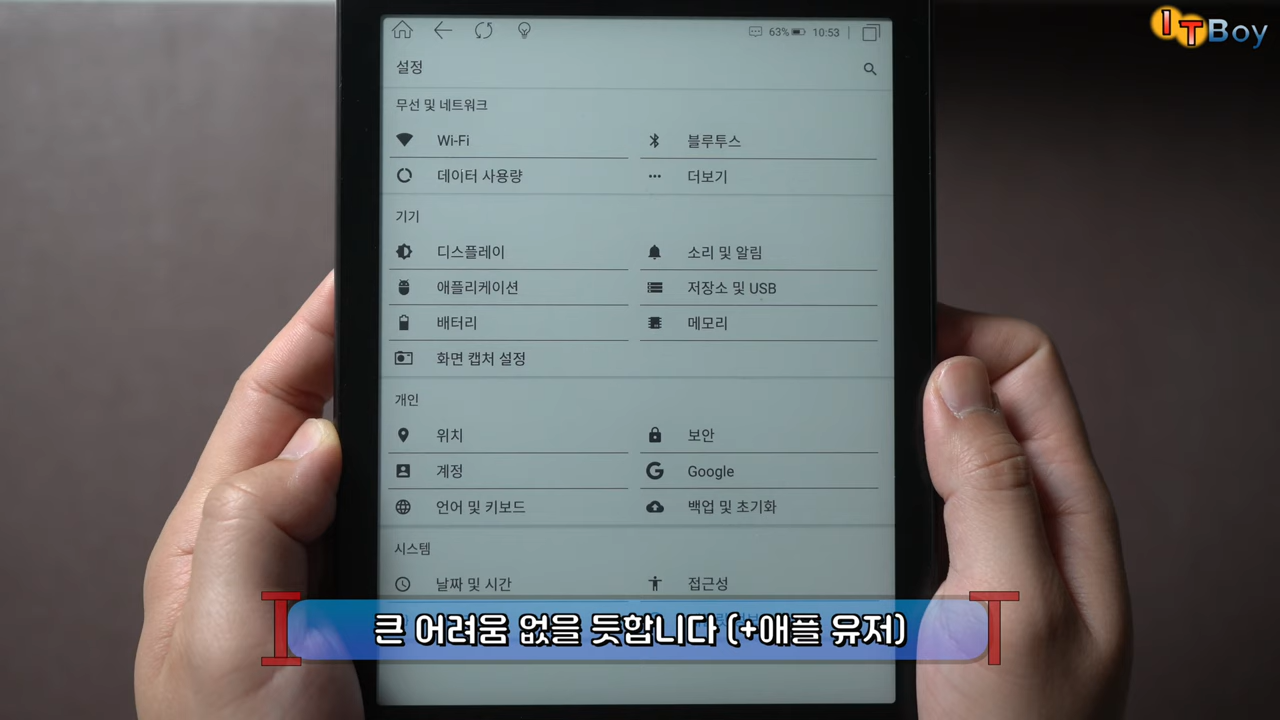 ITBoy
63% 10:53
설정
무선 및 네트워크
Wi-Fi 블루투스
데이터 사용량 더보기
기기
디스플레이 소리 및 알림
애플리케이션 저장소 및 USB
배터리 메모리
화면 캡처 설정
개인
위치 보안
계정 Google
언어 및 키보드 백업 및 초기화
시스템
날짜 및 시간 접근성
큰 어려움 없을 듯합니다 (+애플 유저)